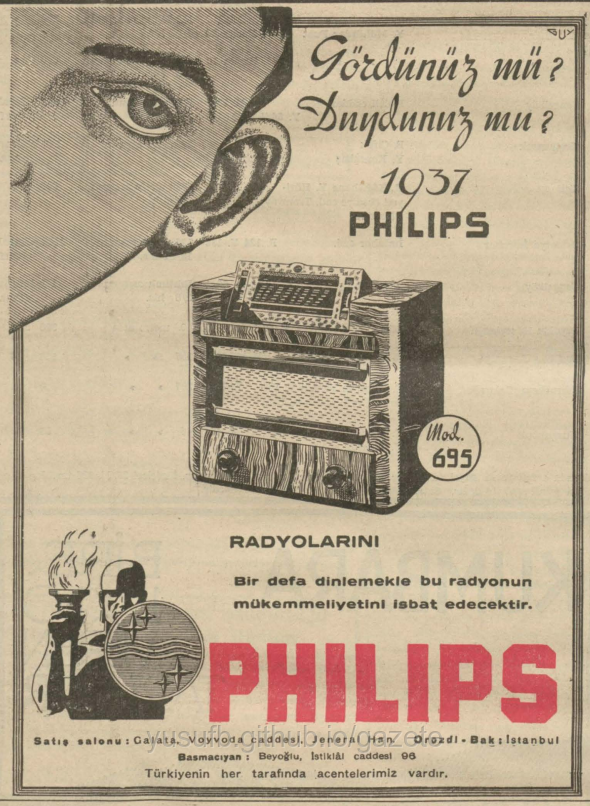 GUY
Gördünüz mü?
Duydunuz mu?
1937
PHILIPS
Mod.
695
RADYOLARINI
Bir defa dinlemekle bu radyonun
mükemmeliyetini isbat edecektir.
PHILIPS
yusufb.github.io/gazete
Satış salonu: Galata, Voyvoda caddesi, Jeneral Han Orozdi-Bak; İstanbul
Basmacıyan: Beyoğlu, İstiklâl caddesi 96
Türkiyenin her tarafında acentelerimiz vardır.